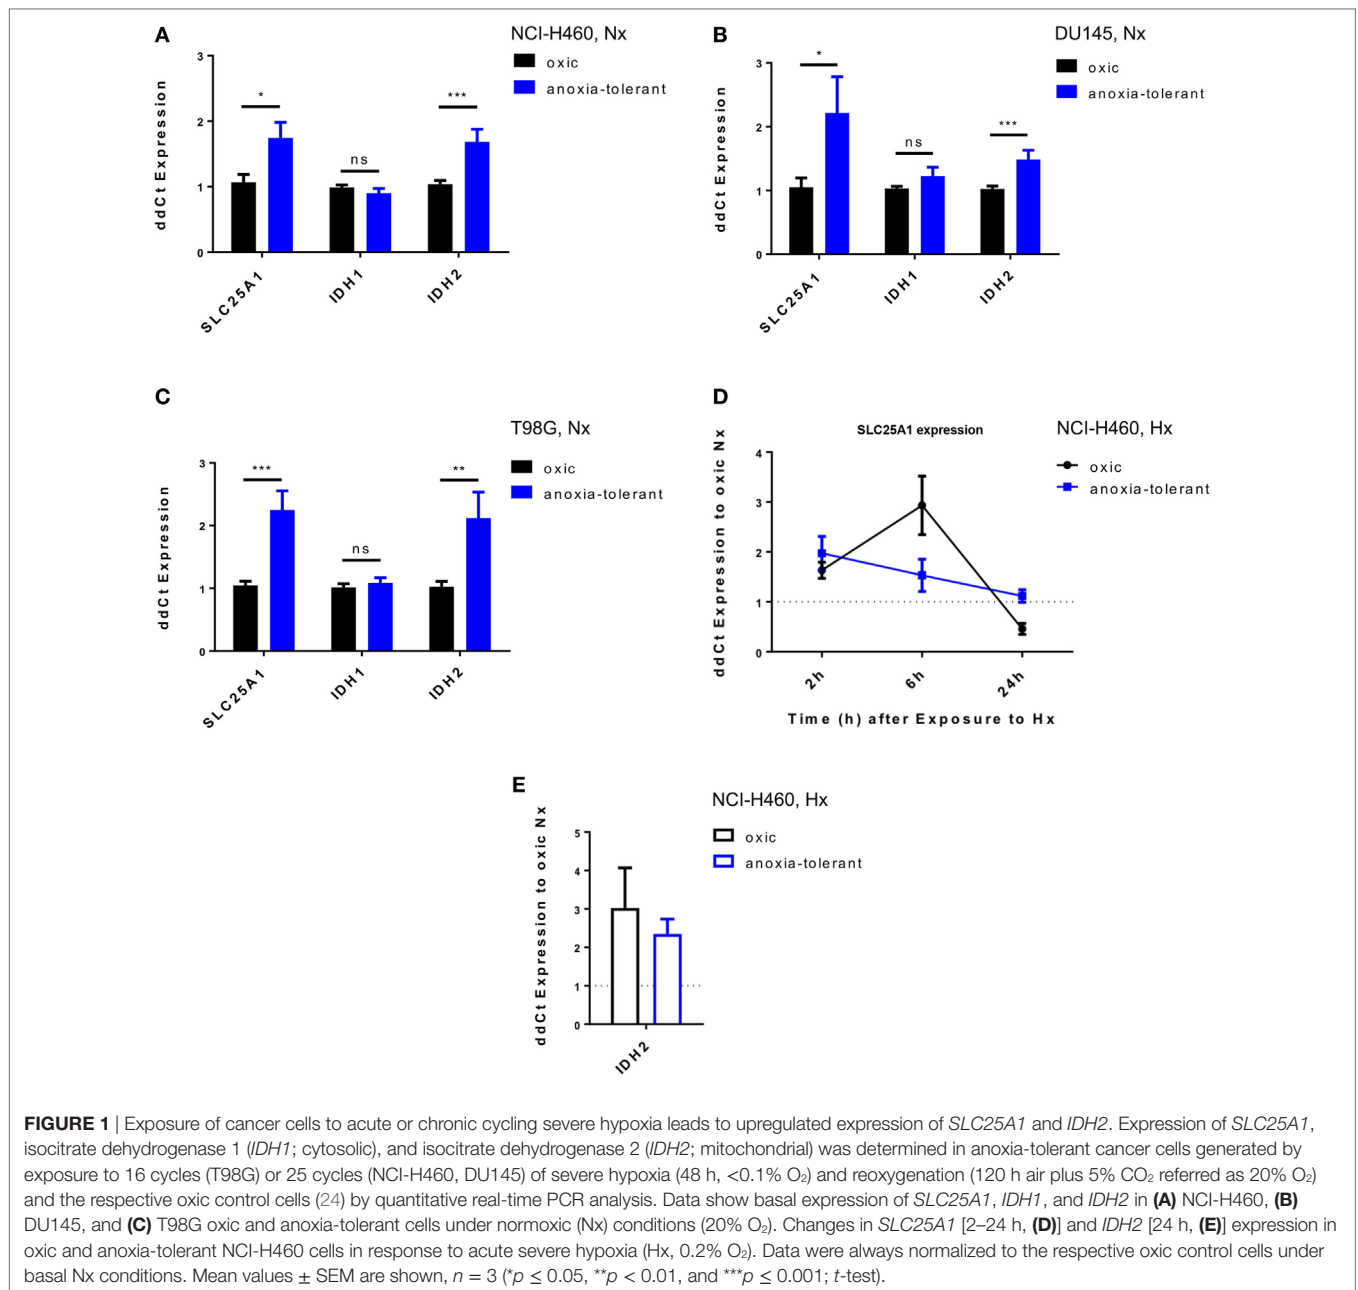 A
NCI-H460, Nx
oxic
anoxia-tolerant
ddCt Expression
3
2
1
0
*
ns
***
SLC25A1
IDH1
IDH2
B
DU145, Nx
oxic
anoxia-tolerant
ddCt Expression
3
2
1
0
*
ns
***
SLC25A1
IDH1
IDH2
C
T98G, Nx
oxic
anoxia-tolerant
ddCt Expression
3
2
1
0
***
ns
**
SLC25A1
IDH1
IDH2
D
SLC25A1 expression
NCI-H460, Hx
oxic
anoxia-tolerant
ddCt Expression to oxic Nx
4
3
2
1
0
2h
6h
24h
Time (h) after Exposure to Hx
E
NCI-H460, Hx
oxic
anoxia-tolerant
ddCt Expression to oxic Nx
5
4
3
2
1
0
IDH2
FIGURE 1 | Exposure of cancer cells to acute or chronic cycling severe hypoxia leads to upregulated expression of SLC25A1 and IDH2. Expression of SLC25A1,
isocitrate dehydrogenase 1 (IDH1; cytosolic), and isocitrate dehydrogenase 2 (IDH2; mitochondrial) was determined in anoxia-tolerant cancer cells generated by
exposure to 16 cycles (T98G) or 25 cycles (NCI-H460, DU145) of severe hypoxia (48 h, <0.1% O₂) and reoxygenation (120 h air plus 5% CO₂ referred as 20% O₂)
and the respective oxic control cells (24) by quantitative real-time PCR analysis. Data show basal expression of SLC25A1, IDH1, and IDH2 in (A) NCI-H460, (B)
DU145, and (C) T98G oxic and anoxia-tolerant cells under normoxic (Nx) conditions (20% O₂). Changes in SLC25A1 [2–24 h, (D)] and IDH2 [24 h, (E)] expression in
oxic and anoxia-tolerant NCI-H460 cells in response to acute severe hypoxia (Hx, 0.2% O₂). Data were always normalized to the respective oxic control cells under
basal Nx conditions. Mean values ± SEM are shown, n = 3 (*p ≤ 0.05, **p < 0.01, and ***p ≤ 0.001; t-test).